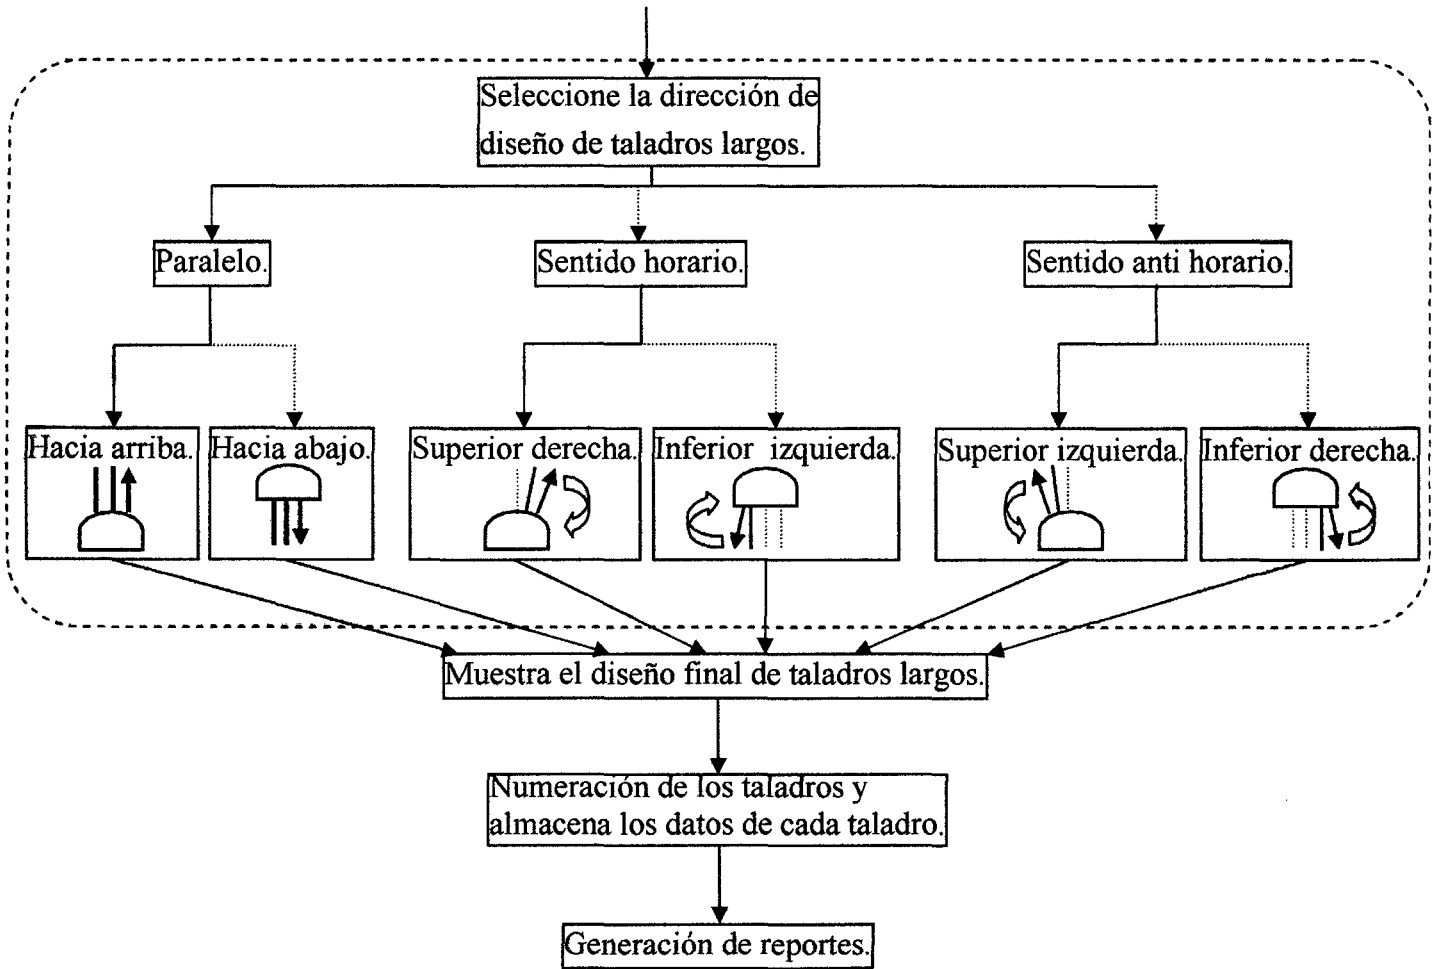 Seleccione la dirección de
diseño de taladros largos.
Paralelo.
Sentido horario.
Sentido anti horario.
Hacia arriba.
Hacia abajo.
Superior derecha.
Inferior izquierda.
Superior izquierda.
Inferior derecha.
Muestra el diseño final de taladros largos.
Numeración de los taladros y
almacena los datos de cada taladro.
Generación de reportes.